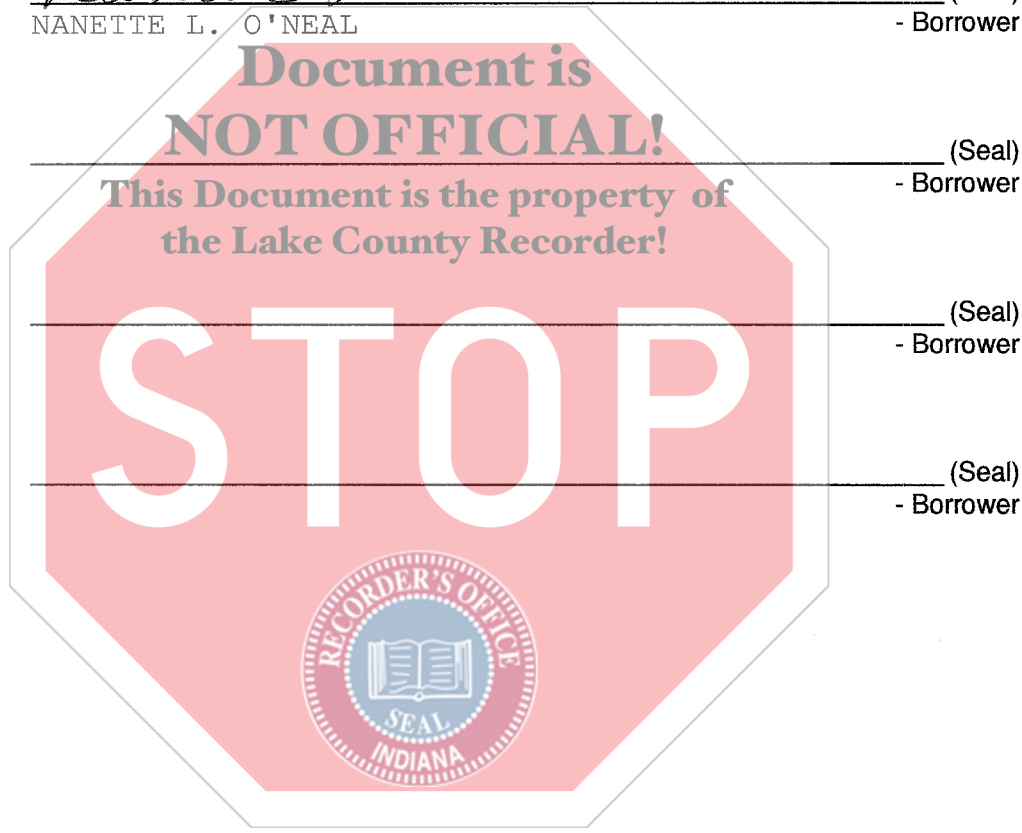 NANETTE L. O'NEAL
- Borrower
Document is
NOT OFFICIAL!
(Seal)
This Document is the property of
- Borrower
the Lake County Recorder!
(Seal)
- Borrower
STOP
(Seal)
- Borrower
RECORDER'S OFFICE
SEAL
INDIANA